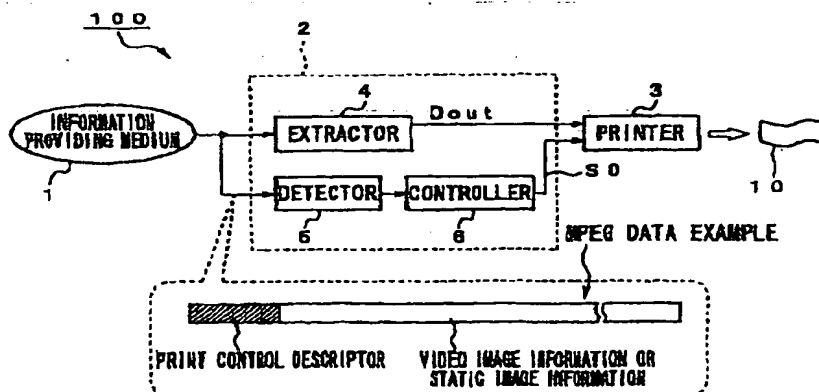 100
2
4
Dout
3
INFORMATION
PROVIDING MEDIUM
EXTRACTOR
PRINTER
1
DETECTOR
CONTROLLER
S0
10
5
6
MPEG DATA EXAMPLE
PRINT CONTROL DESCRIPTOR
VIDEO IMAGE INFORMATION OR
STATIC IMAGE INFORMATION